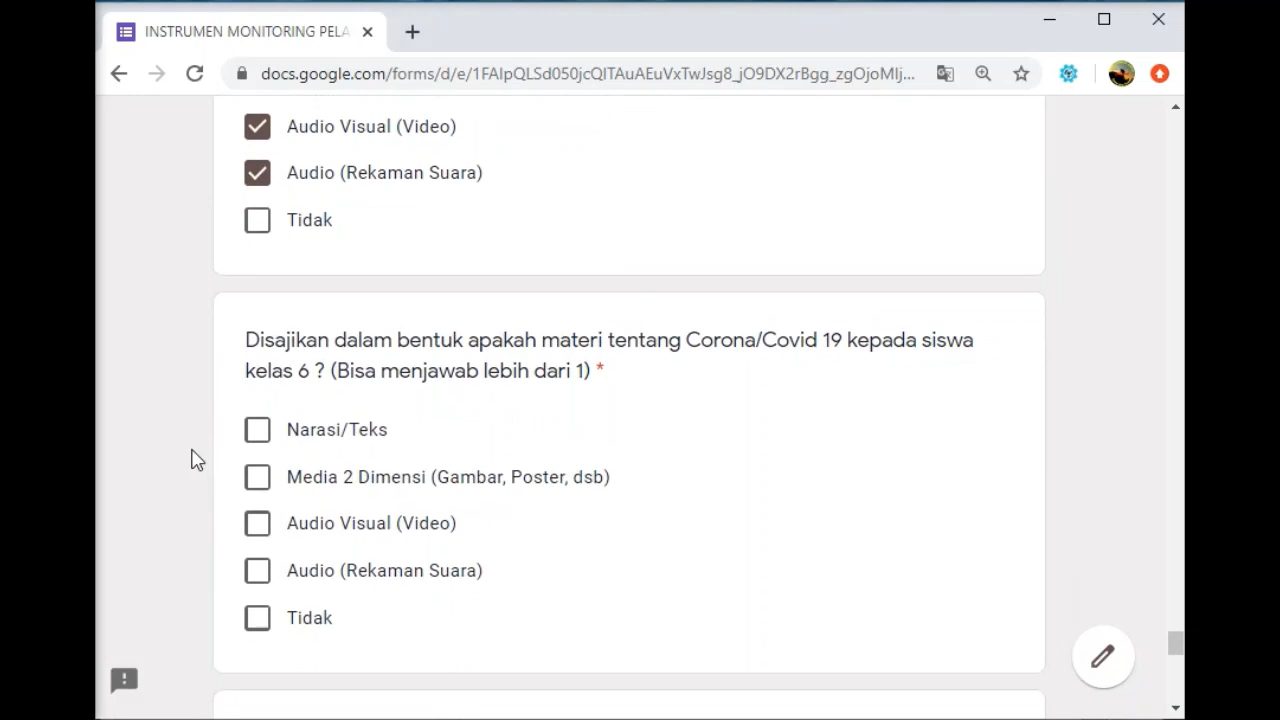 INSTRUMEN MONITORING PELA
docs.google.com/forms/d/e/1FAIpQLSd050jcQITAuAEuVxTwJsg8_jO9DX2rBgg_zgOjoMIj...
Audio Visual (Video)
Audio (Rekaman Suara)
Tidak
Disajikan dalam bentuk apakah materi tentang Corona/Covid 19 kepada siswa
kelas 6 ? (Bisa menjawab lebih dari 1) *
Narasi/Teks
Media 2 Dimensi (Gambar, Poster, dsb)
Audio Visual (Video)
Audio (Rekaman Suara)
Tidak